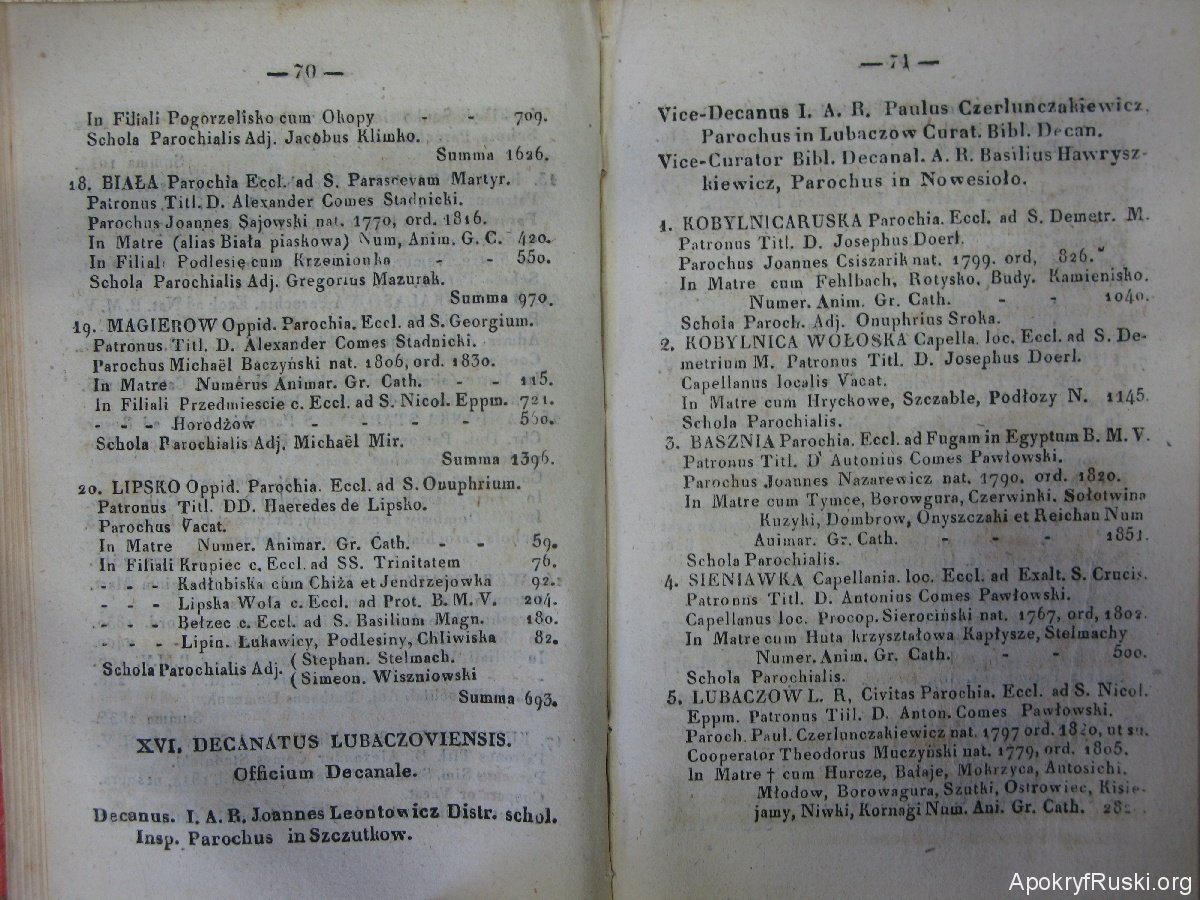 — 70 —
In Filiali Pogorzelisko cum Okopy - - 709.
Schola Parochialis Adj. Jacobus Klimko.
Summa 1626.
18. BIAŁA Parochia Eccl. ad S. Parascevam Martyr.
Patronus Titl. D. Alexander Comes Stadnicki.
Parochus Joannes Sajowski nat. 1770, ord. 1816.
In Matre (alias Biała piaskowa) Num, Anim. G. C. 420.
In Filiali Podlesię cum Krzemionka - - 550.
Schola Parochialis Adj. Gregorius Mazurak.
Summa 970.
19. MAGIEROW Oppid. Parochia. Eccl. ad S. Georgium.
Patronus Titl. D. Alexander Comes Stadnicki.
Parochus Michaël Baczyński nat. 1806, ord. 1830.
In Matre Numerus Animar. Gr. Cath. - - 115.
In Filiali Przedmiescie c. Eccl. ad S. Nicol. Eppm. 721.
- - - Horodżow - - - - 560.
Schola Parochialis Adj. Michaël Mir.
Summa 1396.
20. LIPSKO Oppid. Parochia. Eccl. ad S. Onuphrium.
Patronus Titl. DD. Haeredes de Lipsko.
Parochus Vacat.
In Matre Numer. Animar. Gr. Cath. - - 59.
In Filiali Krupiec c. Eccl. ad SS. Trinitatem 76.
- - - Kadłubiska cum Chiża et Jendrzejowka 92.
- - - Lipska Wola c. Eccl. ad Prot. B. M. V. 204.
- - - Bełzec c. Eccl. ad S. Basilium Magn. 180.
- - - Lipin. Łukawicy, Podlesiny, Chliwiska 82.
Schola Parochialis Adj. (Stephan. Stelmach.
(Simeon. Wiszniowski
Summa 693.
XVI. DECANATUS LUBACZOVIENSIS.
Officium Decanale.
Decanus. I. A. R. Joannes Leontowicz Distr. schol.
Insp. Parochus in Szczutkow.
— 71 —
Vice-Decanus I. A. R. Paulus Czerlunczakiewicz,
Parochus in Lubaczow Curat. Bibl. Decan.
Vice-Curator Bibl. Decanal. A. R. Basilius Hawrysz-
kiewicz, Parochus in Nowesioło.
1. KOBYLNICARUSKA Parochia. Eccl. ad S. Demetr. M.
Patronus Titl. D. Josephus Doerl.
Parochus Joannes Csiszarik nat. 1799. ord, 826.
In Matre cum Fehlbach, Rotysko, Budy. Kamienisko.
Numer. Anim. Gr. Cath. - - 1040.
Schola Paroch. Adj. Onuphrius Sroka.
2. KOBYLNICA WOŁOSKA Capella. loc. Eccl. ad S. De-
metrium M. Patronus Titl. D. Josephus Doerl.
Capellanus localis Vacat.
In Matre cum Hryckowe, Szczable, Podłozy N. 1145.
Schola Parochialis.
3. BASZNIA Parochia. Eccl. ad Fugam in Egyptum B. M. V.
Patronus Titl. D' Autonius Comes Pawłowski.
Parochus Joannes Nazarewicz nat. 1790. ord. 1820.
In Matre cum Tymce, Borowgura, Czerwinki. Sołotwina
Kuzyki, Dombrow, Onyszczaki et Reichau Num
Animar. Gr. Cath. - - - 1851.
Schola Parochialis.
4. SIENIAWKA Capellania. loc. Eccl. ad Exalt. S. Crucis.
Patronus Titl. D. Antonius Comes Pawłowski.
Capellanus loc. Procop. Sierociński nat. 1767, ord, 1802.
In Matre cum Huta krzyształowa Kapłysze, Stelmachy
Numer. Anim. Gr. Cath. - - 500.
Schola Parochialis.
5. LUBACZOW L. R, Civitas Parochia. Eccl. ad S. Nicol.
Eppm. Patronus Tiil. D. Anton. Comes Pawłowski.
Paroch. Paul. Czerlunczakiewicz nat. 1797 ord. 1820, ut su.
Cooperator Theodorus Muczyński nat. 1779, ord. 1805.
In Matre † cum Hurcze, Bałaje, Mokrzyca, Antosichi.
Młodow, Borowagura, Szutki, Ostrowiec, Kisie-
jamy, Niwki, Kornagi Num. Ani. Gr. Cath.
ApokryfRuski.org